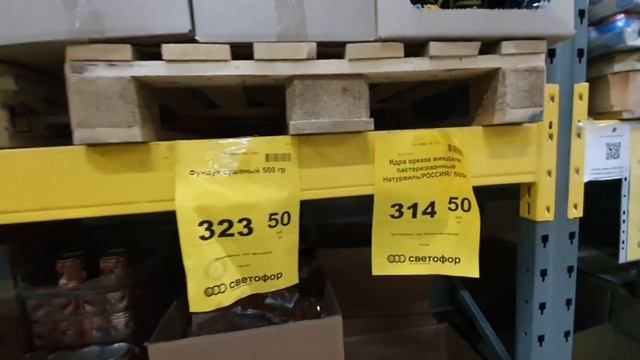 Фундук сушеный 500 гр
323 50
СВЕТОФОР
Ядра орехов миндаля
пастеризованные
Натурвиль/РОССИЯ/ 500г
314 50
СВЕТОФОР